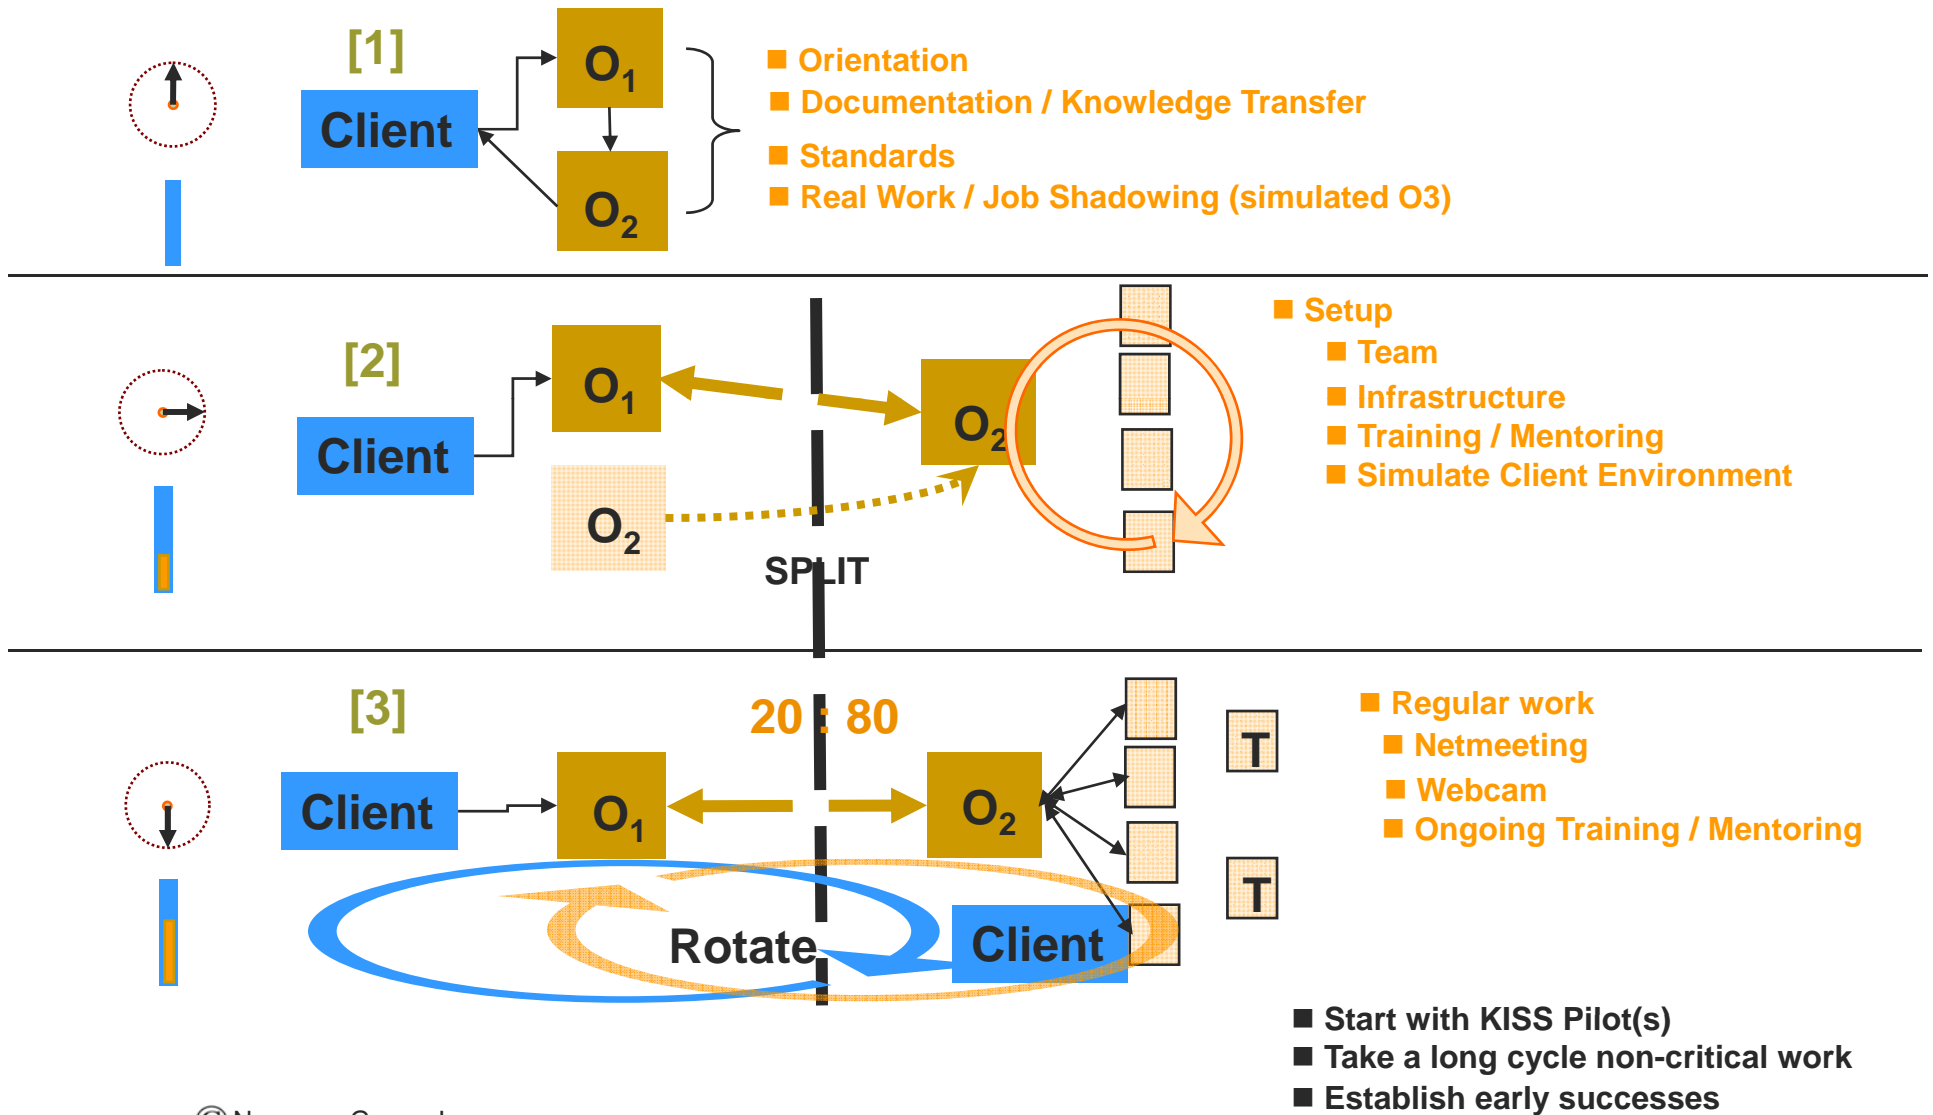 [1]
O1
Client
O2
■ Orientation
■ Documentation / Knowledge Transfer
■ Standards
■ Real Work / Job Shadowing (simulated O3)
[2]
O1
Client
O2
O2
SPLIT
■ Setup
■ Team
■ Infrastructure
■ Training / Mentoring
■ Simulate Client Environment
[3]
20 : 80
Client
O1
O2
T
T
Rotate
Client
■ Regular work
■ Netmeeting
■ Webcam
■ Ongoing Training / Mentoring
■ Start with KISS Pilot(s)
■ Take a long cycle non-critical work
■ Establish early successes
©